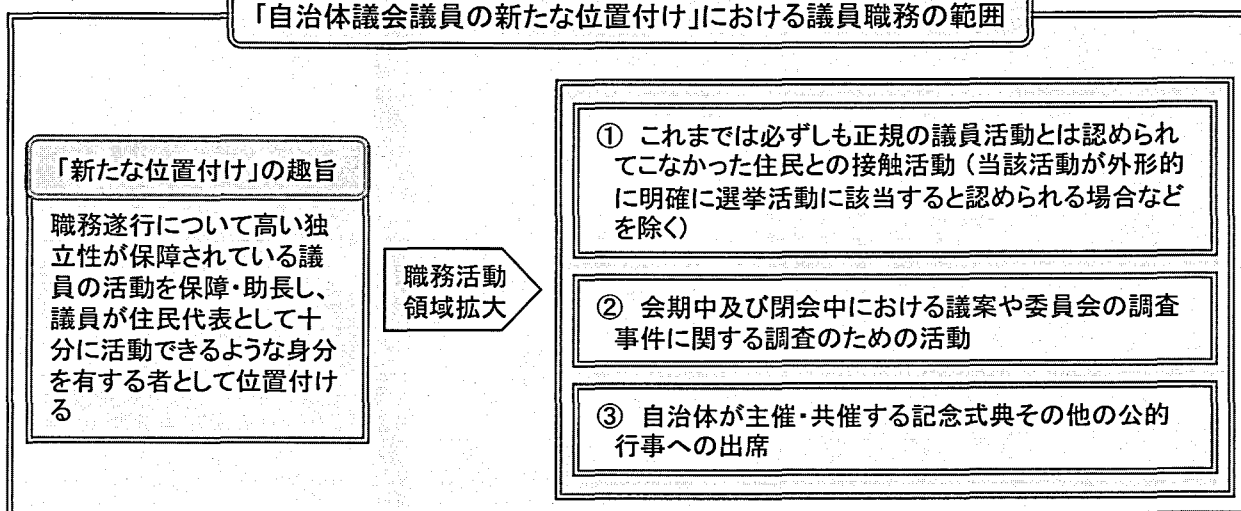 「自治体議会議員の新たな位置付け」における議員職務の範囲
「新たな位置付け」の趣旨
職務遂行について高い独
立性が保障されている議
員の活動を保障・助長し、
議員が住民代表として十
分に活動できるような身分
を有する者として位置付け
る
職務活動
領域拡大
① これまでは必ずしも正規の議員活動とは認められ
てこなかった住民との接触活動（当該活動が外形的
に明確に選挙活動に該当すると認められる場合など
を除く）
② 会期中及び閉会中における議案や委員会の調査
事件に関する調査のための活動
③ 自治体が主催・共催する記念式典その他の公的
行事への出席